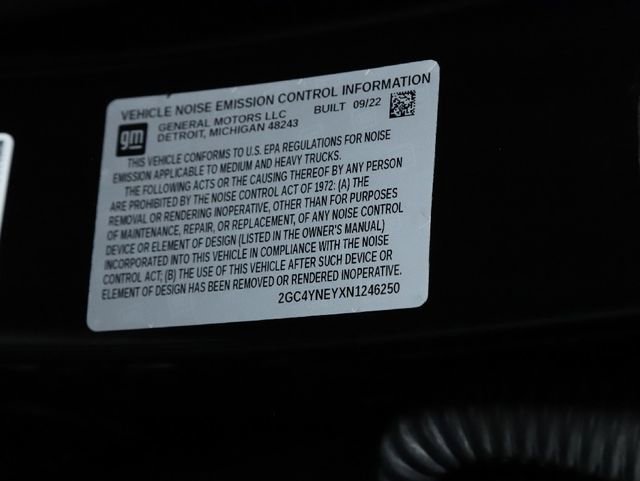 VEHICLE NOISE EMISSION CONTROL INFORMATION
gm
GENERAL MOTORS LLC BUILT 09/22
DETROIT, MICHIGAN 48243
THIS VEHICLE CONFORMS TO U.S. EPA REGULATIONS FOR NOISE
EMISSION APPLICABLE TO MEDIUM AND HEAVY TRUCKS.
THE FOLLOWING ACTS OR THE CAUSING THEREOF BY ANY PERSON
ARE PROHIBITED BY THE NOISE CONTROL ACT OF 1972: (A) THE
REMOVAL OR RENDERING INOPERATIVE, OTHER THAN FOR PURPOSES
OF MAINTENANCE, REPAIR, OR REPLACEMENT, OF ANY NOISE CONTROL
DEVICE OR ELEMENT OF DESIGN (LISTED IN THE OWNER'S MANUAL)
INCORPORATED INTO THIS VEHICLE IN COMPLIANCE WITH THE NOISE
CONTROL ACT; (B) THE USE OF THIS VEHICLE AFTER SUCH DEVICE OR
ELEMENT OF DESIGN HAS BEEN REMOVED OR RENDERED INOPERATIVE.
2GC4YNEYXN1246250